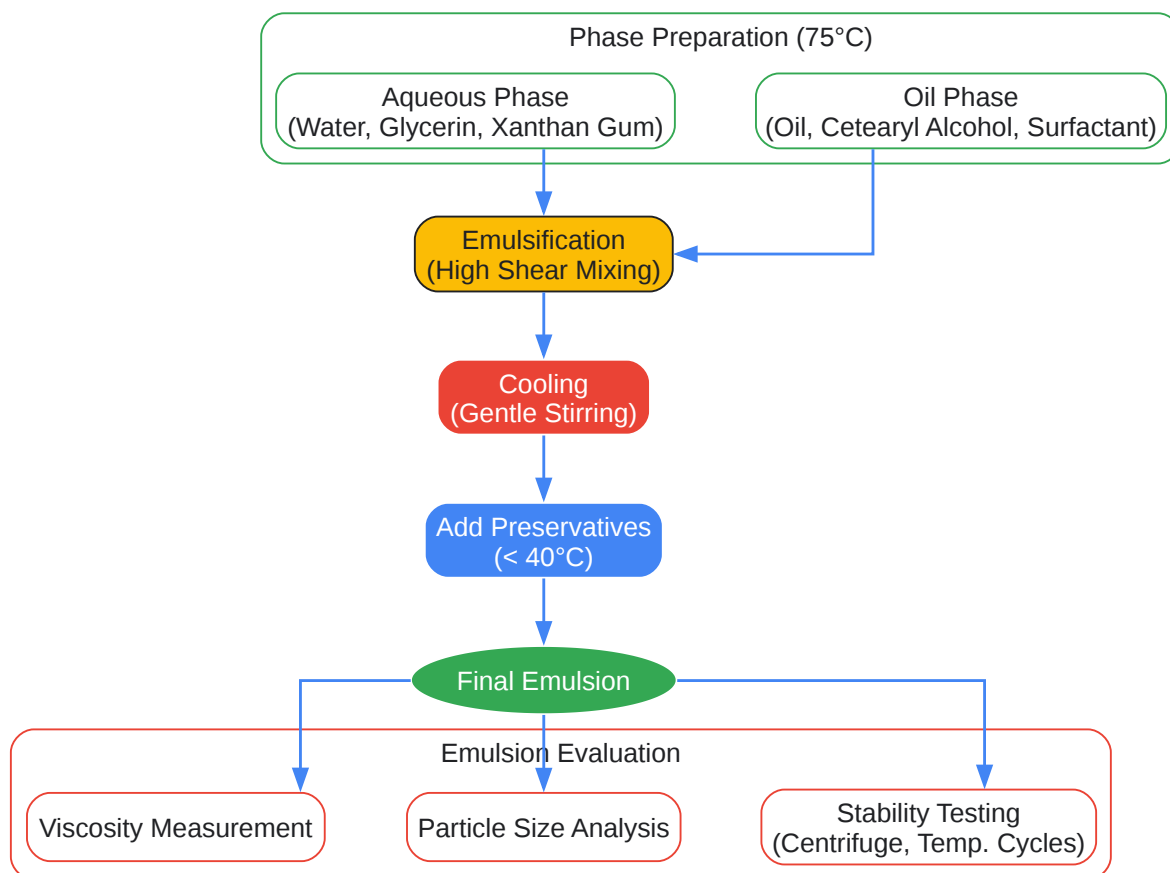 Phase Preparation (75°C)
Aqueous Phase
(Water, Glycerin, Xanthan Gum)
Oil Phase
(Oil, Cetearyl Alcohol, Surfactant)
Emulsification
(High Shear Mixing)
Cooling
(Gentle Stirring)
Add Preservatives
(< 40°C)
Final Emulsion
Emulsion Evaluation
Viscosity Measurement
Particle Size Analysis
Stability Testing
(Centrifuge, Temp. Cycles)